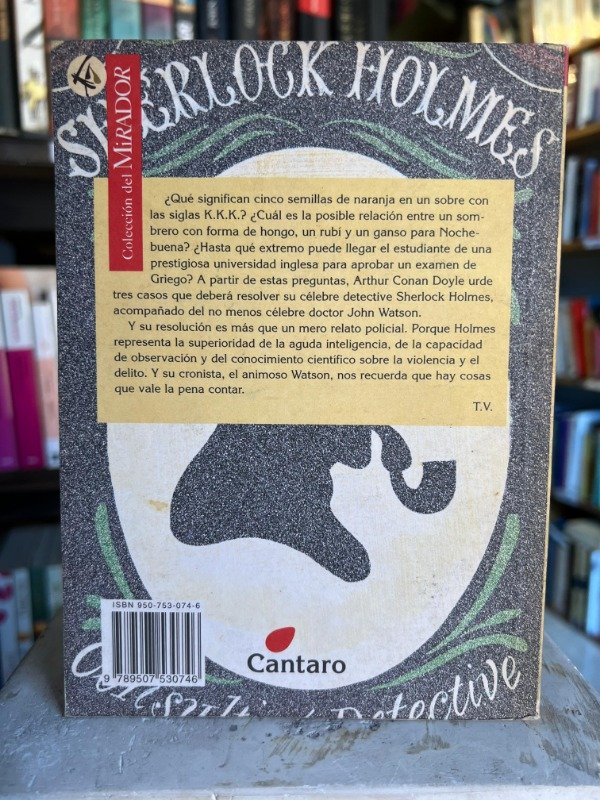 SHERLOCK HOLMES
Colección del MiRADOR
¿Qué significan cinco semillas de naranja en un sobre con
las siglas K.K.K.? ¿Cuál es la posible relación entre un som-
brero con forma de hongo, un rubí y un ganso para Noche-
buena? ¿Hasta qué extremo puede llegar el estudiante de una
prestigiosa universidad inglesa para aprobar un examen de
Griego? A partir de estas preguntas, Arthur Conan Doyle urde
tres casos que deberá resolver su célebre detective Sherlock Holmes,
acompañado del no menos célebre doctor John Watson.
Y su resolución es más que un mero relato policial. Porque Holmes
representa la superioridad de la aguda inteligencia, de la capacidad
de observación y del conocimiento científico sobre la violencia y el
delito. Y su cronista, el animoso Watson, nos recuerda que hay cosas
que vale la pena contar.
T.V.
ISBN 950-753-074-6
9 789507 530746
Cantaro
Consulting Detective